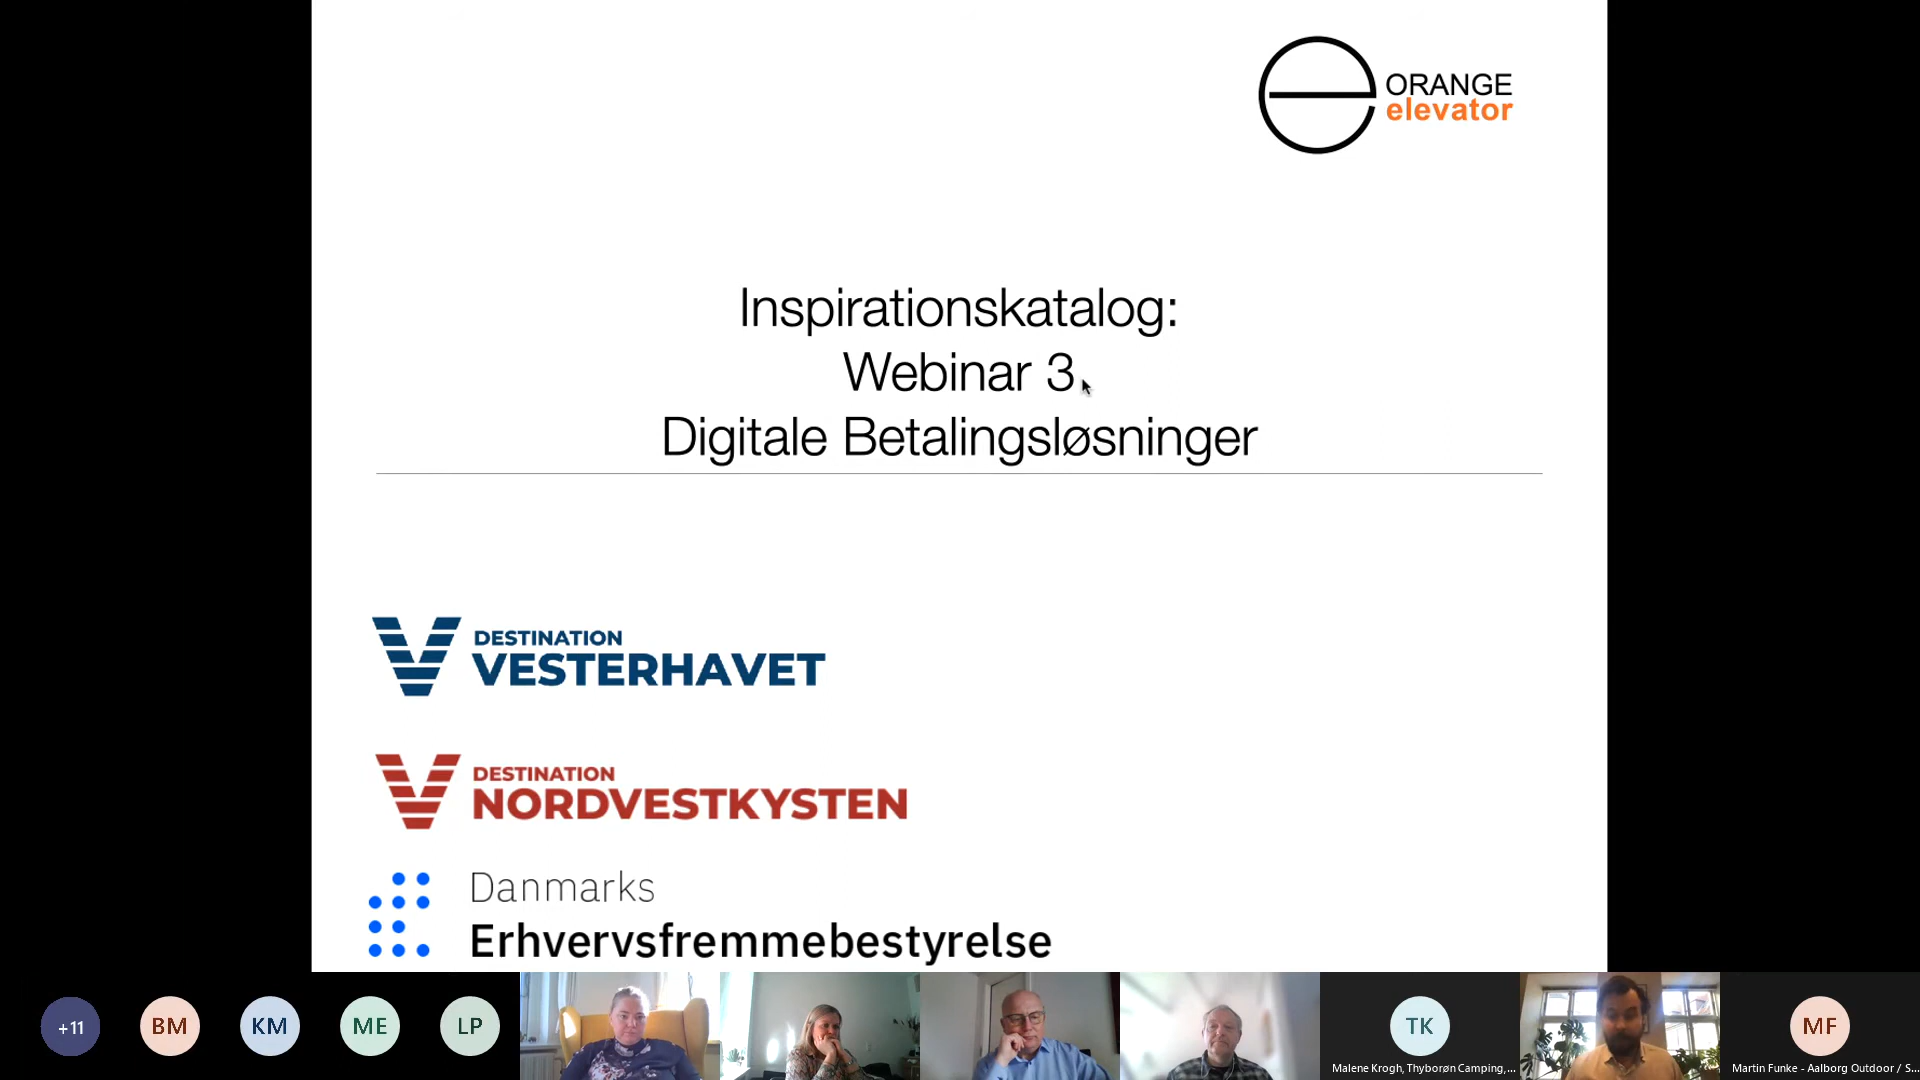 ORANGE
elevator
Inspirationskatalog:
Webinar 3
Digitale Betalingsløsninger
DESTINATION
VESTERHAVET
DESTINATION
NORDVESTKYSTEN
Danmarks
Erhvervsfremmebestyrelse
+11
BM
KM
ME
LP
TK
Malene Krogh, Thyborøn Camping,...
MF
Martin Funke - Aalborg Outdoor / S...